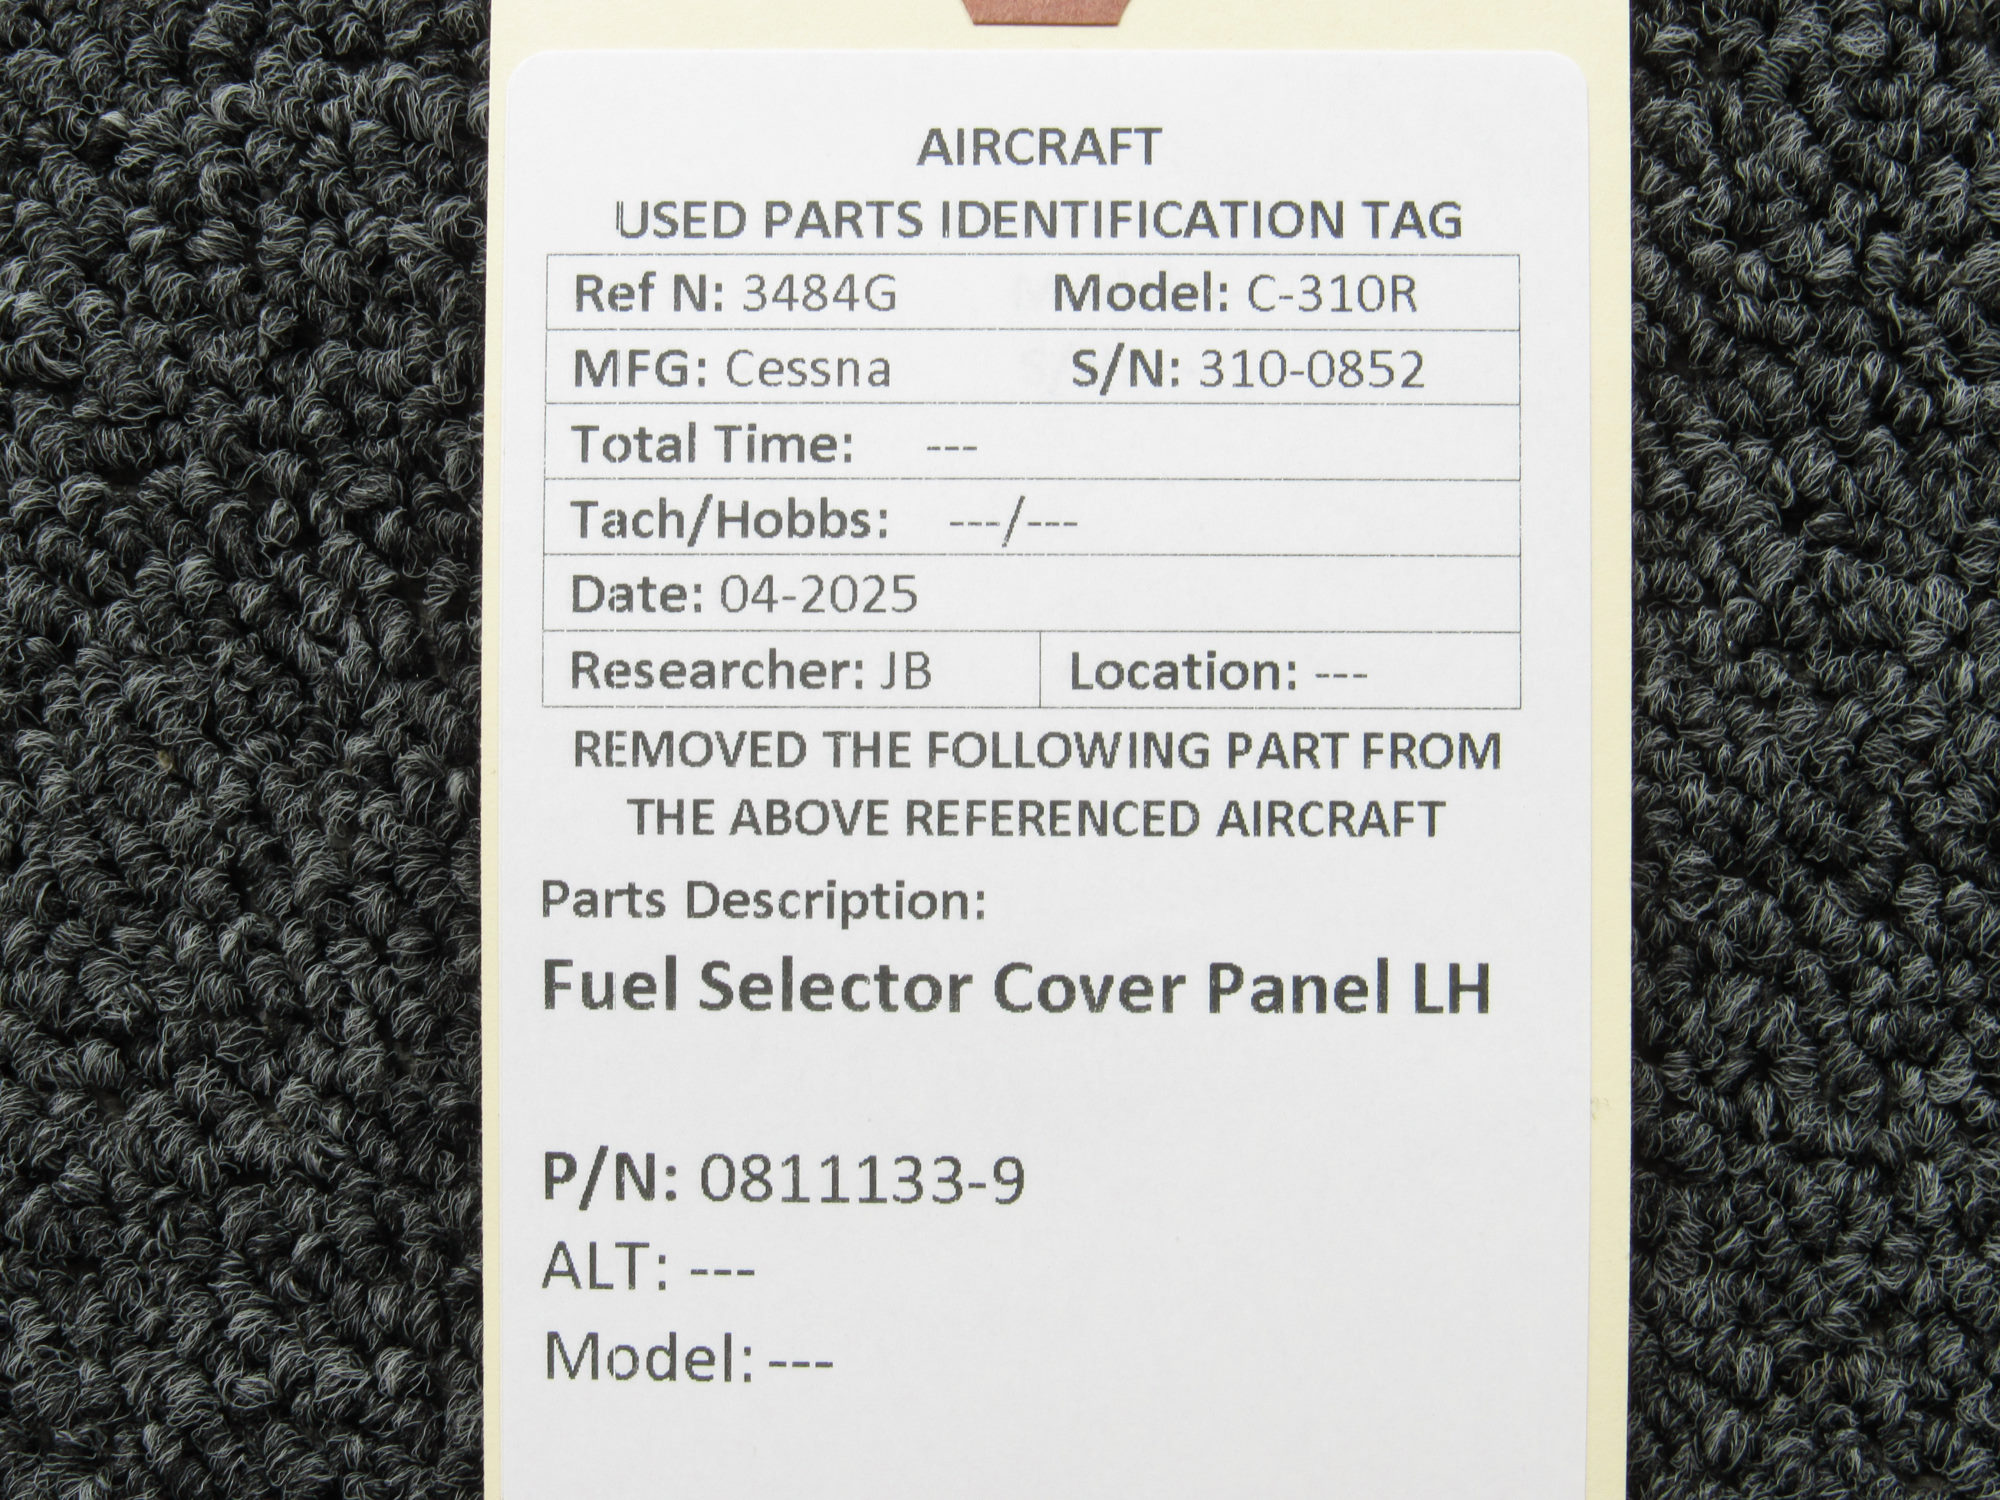 AIRCRAFT
USED PARTS IDENTIFICATION TAG
Ref N: 3484G Model: C-310R
MFG: Cessna S/N: 310-0852
Total Time: ---
Tach/Hobbs: ---/---
Date: 04-2025
Researcher: JB Location: ---
REMOVED THE FOLLOWING PART FROM
THE ABOVE REFERENCED AIRCRAFT
Parts Description:
Fuel Selector Cover Panel LH
P/N: 0811133-9
ALT: ---
Model: ---